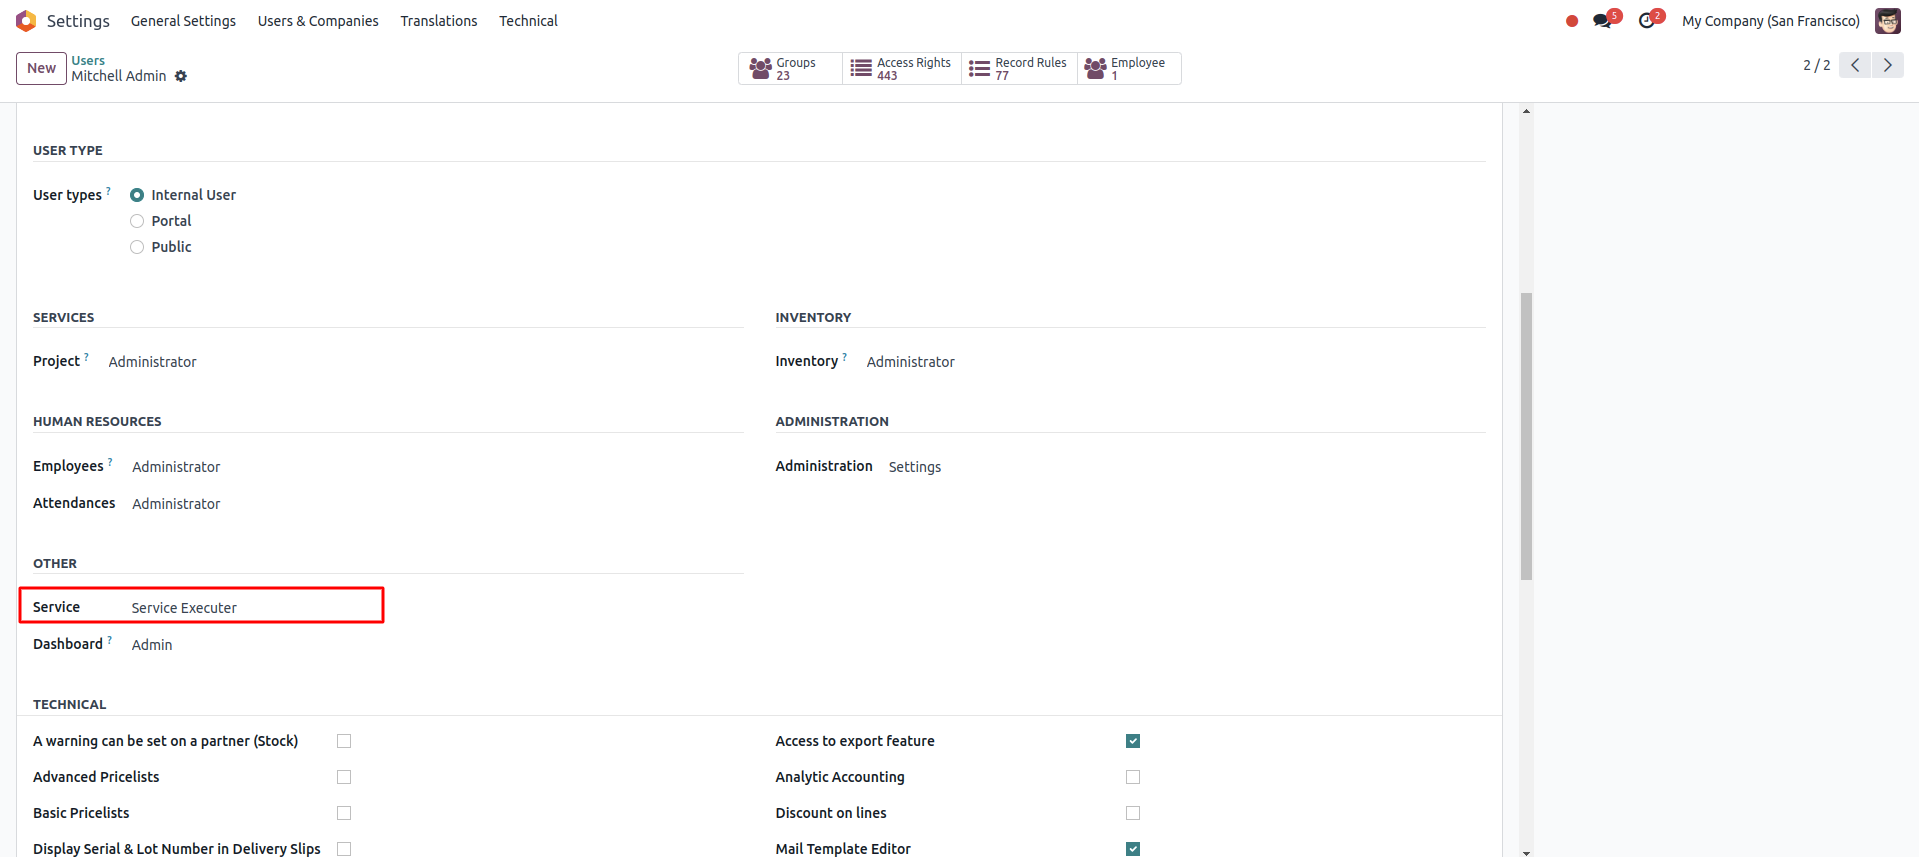 Settings General Settings Users & Companies Translations Technical 5 2 My Company (San Francisco)
New Users Groups Access Rights Record Rules Employee
Mitchell Admin 23 443 77 1 2 / 2
USER TYPE
User types ? Internal User
Portal
Public
SERVICES INVENTORY
Project ? Administrator Inventory ? Administrator
HUMAN RESOURCES ADMINISTRATION
Employees ? Administrator Administration Settings
Attendances Administrator
OTHER
Service Service Executer
Dashboard ? Admin
TECHNICAL
A warning can be set on a partner (Stock) Access to export feature
Advanced Pricelists Analytic Accounting
Basic Pricelists Discount on lines
Display Serial & Lot Number in Delivery Slips Mail Template Editor